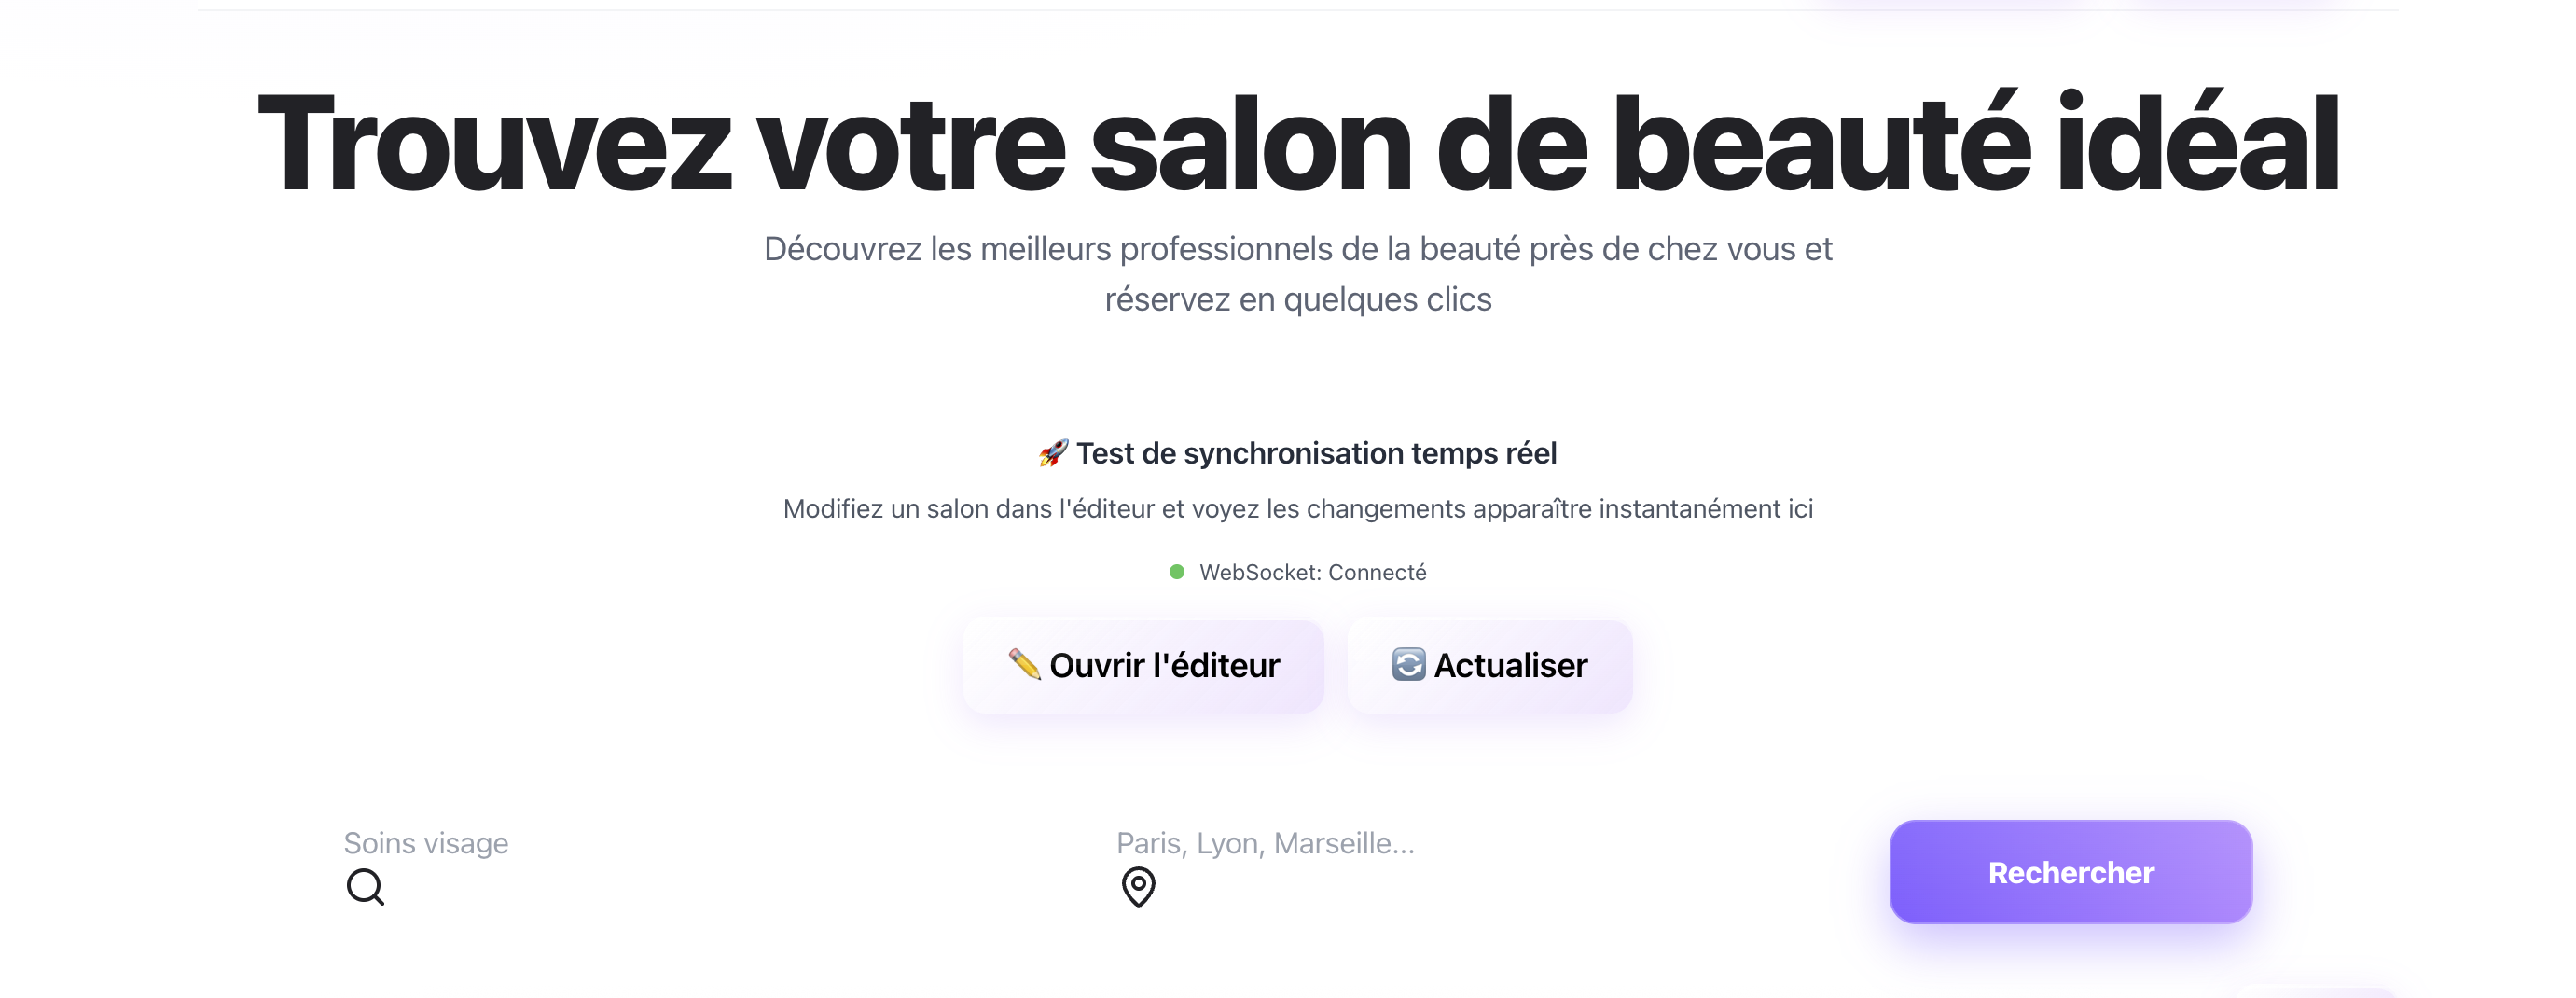 Trouvez votre salon de beauté idéal
Découvrez les meilleurs professionnels de la beauté près de chez vous et
réservez en quelques clics
🚀 Test de synchronisation temps réel
Modifiez un salon dans l'éditeur et voyez les changements apparaître instantanément ici
WebSocket: Connecté
✏️ Ouvrir l'éditeur
🔄 Actualiser
Soins visage
Paris, Lyon, Marseille...
Rechercher